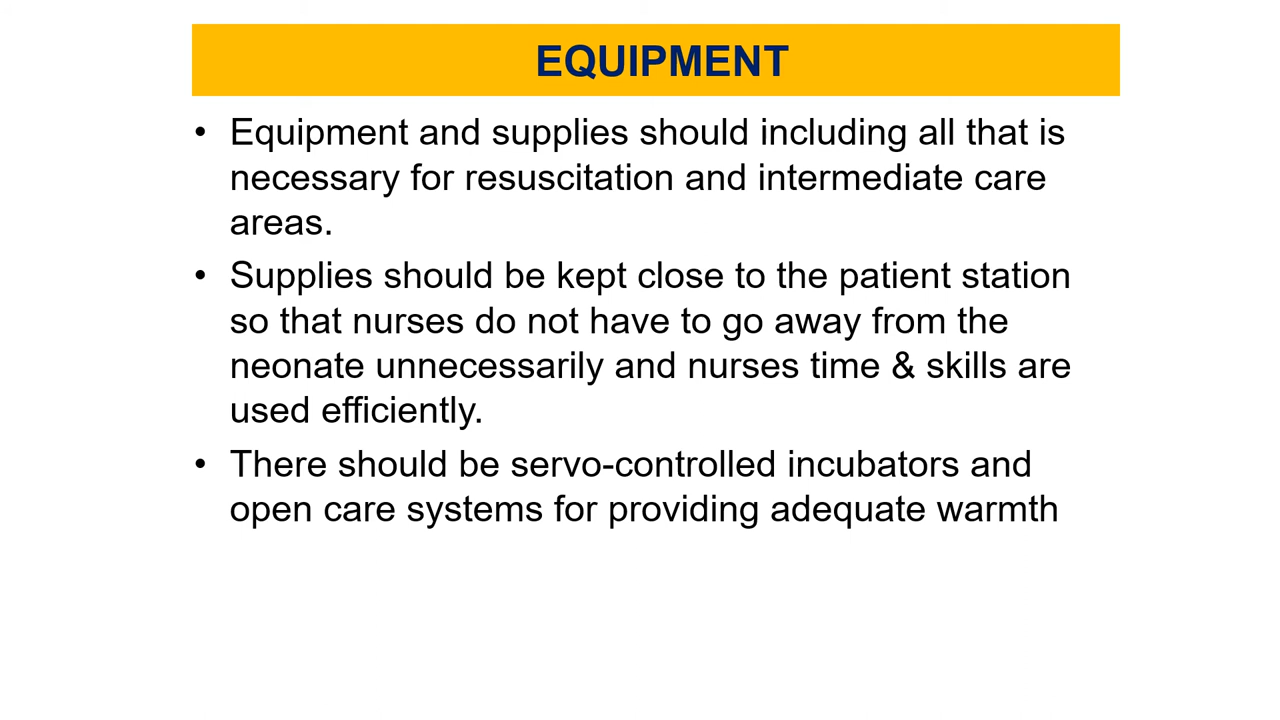 EQUIPMENT
• Equipment and supplies should including all that is
necessary for resuscitation and intermediate care
areas.
• Supplies should be kept close to the patient station
so that nurses do not have to go away from the
neonate unnecessarily and nurses time & skills are
used efficiently.
• There should be servo-controlled incubators and
open care systems for providing adequate warmth